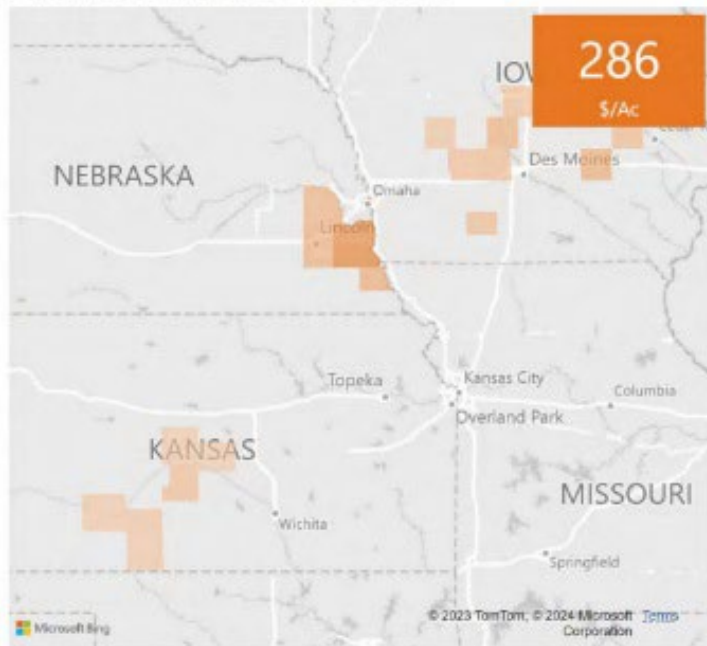 286
$/Ac
IOW
Des Moines
NEBRASKA
Omaha
Lincoln
Topeka
Kansas City
Columbia
Overland Park
KANSAS
MISSOURI
Wichita
Springfield
Microsoft Bing
© 2023 TomTom, © 2024 Microsoft Terms
Corporation